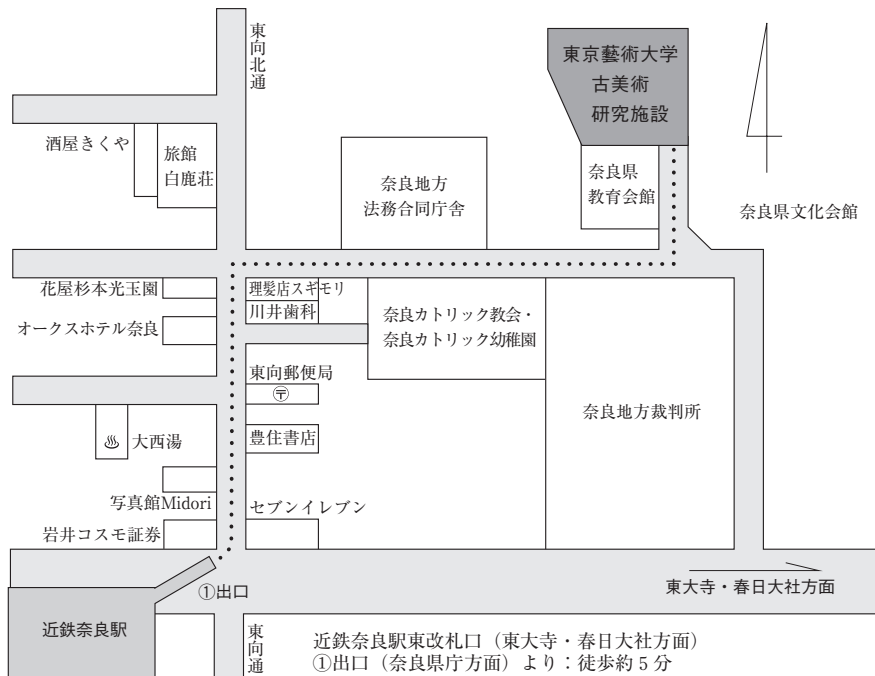 東向北通
東京藝術大学
古美術
研究施設
酒屋きくや
旅館
白鹿荘
奈良地方
法務合同庁舎
奈良県
教育会館
奈良県文化会館
花屋杉本光玉園
理髪店スギモリ
川井歯科
オークスホテル奈良
奈良カトリック教会・
奈良カトリック幼稚園
東向郵便局
〒
奈良地方裁判所
♨ 大西湯
豊住書店
写真館Midori
セブンイレブン
岩井コスモ証券
①出口
東大寺・春日大社方面
近鉄奈良駅
東向通
近鉄奈良駅東改札口（東大寺・春日大社方面）
①出口（奈良県庁方面）より：徒歩約5分